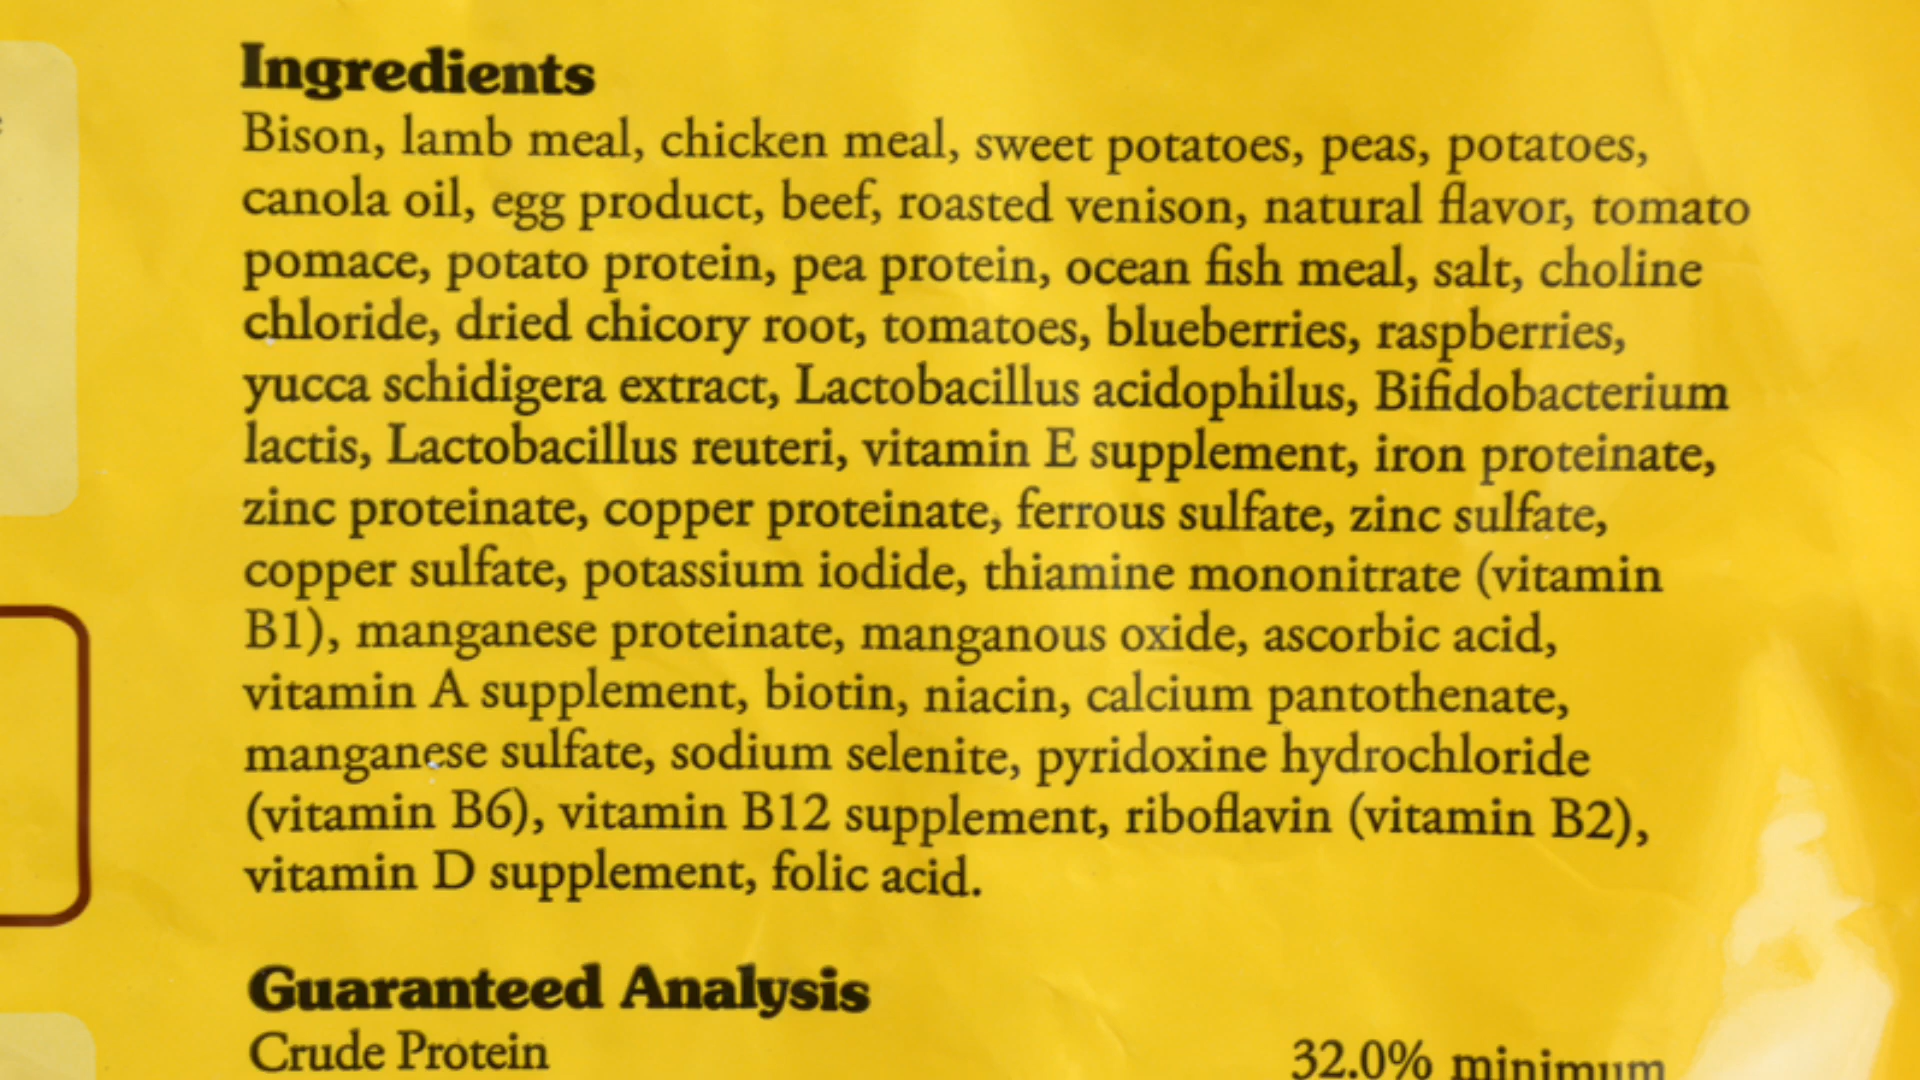 Ingredients
Bison, lamb meal, chicken meal, sweet potatoes, peas, potatoes,
canola oil, egg product, beef, roasted venison, natural flavor, tomato
pomace, potato protein, pea protein, ocean fish meal, salt, choline
chloride, dried chicory root, tomatoes, blueberries, raspberries,
yucca schidigera extract, Lactobacillus acidophilus, Bifidobacterium
lactis, Lactobacillus reuteri, vitamin E supplement, iron proteinate,
zinc proteinate, copper proteinate, ferrous sulfate, zinc sulfate,
copper sulfate, potassium iodide, thiamine mononitrate (vitamin
B1), manganese proteinate, manganous oxide, ascorbic acid,
vitamin A supplement, biotin, niacin, calcium pantothenate,
manganese sulfate, sodium selenite, pyridoxine hydrochloride
(vitamin B6), vitamin B12 supplement, riboflavin (vitamin B2),
vitamin D supplement, folic acid.
Guaranteed Analysis
Crude Protein 32.0% minimum